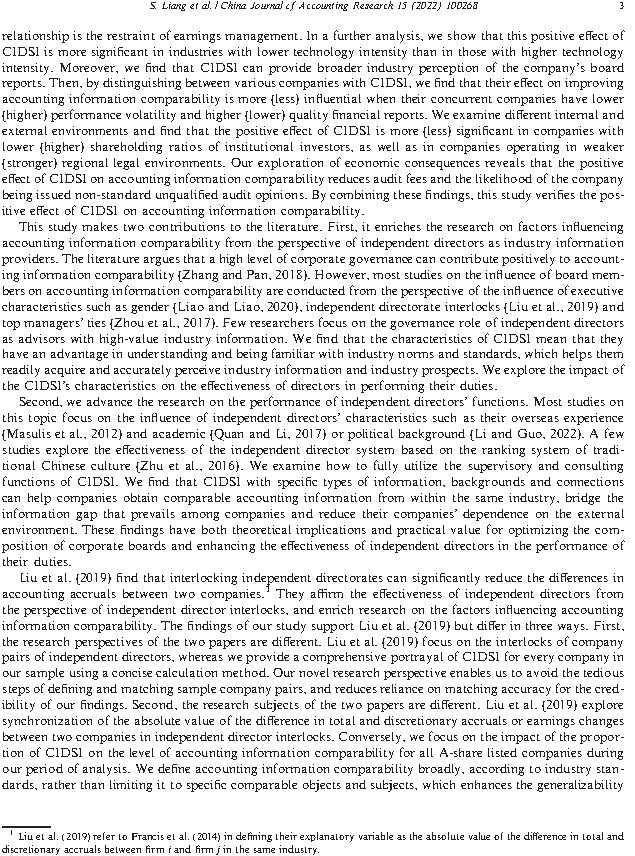 S. Liang et al. / China Journal of Accounting Research 15 (2022) 100268 3
relationship is the restraint of earnings management. In a further analysis, we show that this positive effect of
CIDSI is more significant in industries with lower technology intensity than in those with higher technology
intensity. Moreover, we find that CIDSI can provide broader industry perception of the company's board
reports. Then, by distinguishing between various companies with CIDSI, we find that their effect on improving
accounting information comparability is more (less) influential when their concurrent companies have lower
(higher) performance volatility and higher (lower) quality financial reports. We examine different internal and
external environments and find that the positive effect of CIDSI is more (less) significant in companies with
lower (higher) shareholding ratios of institutional investors, as well as in companies operating in weaker
(stronger) regional legal environments. Our exploration of economic consequences reveals that the positive
effect of CIDSI on accounting information comparability reduces audit fees and the likelihood of the company
being issued non-standard unqualified audit opinions. By combining these findings, this study verifies the pos-
itive effect of CIDSI on accounting information comparability.
This study makes two contributions to the literature. First, it enriches the research on factors influencing
accounting information comparability from the perspective of independent directors as industry information
providers. The literature argues that a high level of corporate governance can contribute positively to account-
ing information comparability (Zhang and Pan, 2018). However, most studies on the influence of board mem-
bers on accounting information comparability are conducted from the perspective of the influence of executive
characteristics such as gender (Liao and Liao, 2020), independent directorate interlocks (Liu et al., 2019) and
top managers' ties (Zhou et al., 2017). Few researchers focus on the governance role of independent directors
as advisors with high-value industry information. We find that the characteristics of CIDSI mean that they
have an advantage in understanding and being familiar with industry norms and standards, which helps them
readily acquire and accurately perceive industry information and industry prospects. We explore the impact of
the CIDSI's characteristics on the effectiveness of directors in performing their duties.
Second, we advance the research on the performance of independent directors' functions. Most studies on
this topic focus on the influence of independent directors' characteristics such as their overseas experience
(Masulis et al., 2012) and academic (Quan and Li, 2017) or political background (Li and Guo, 2022). A few
studies explore the effectiveness of the independent director system based on the ranking system of tradi-
tional Chinese culture (Zhu et al., 2016). We examine how to fully utilize the supervisory and consulting
functions of CIDSI. We find that CIDSI with specific types of information, backgrounds and connections
can help companies obtain comparable accounting information from within the same industry, bridge the
information gap that prevails among companies and reduce their companies' dependence on the external
environment. These findings have both theoretical implications and practical value for optimizing the com-
position of corporate boards and enhancing the effectiveness of independent directors in the performance of
their duties.
Liu et al. (2019) find that interlocking independent directorates can significantly reduce the differences in
accounting accruals between two companies.1 They affirm the effectiveness of independent directors from
the perspective of independent director interlocks, and enrich research on the factors influencing accounting
information comparability. The findings of our study support Liu et al. (2019) but differ in three ways. First,
the research perspectives of the two papers are different. Liu et al. (2019) focus on the interlocks of company
pairs of independent directors, whereas we provide a comprehensive portrayal of CIDSI for every company in
our sample using a concise calculation method. Our novel research perspective enables us to avoid the tedious
steps of defining and matching sample company pairs, and reduces reliance on matching accuracy for the cred-
ibility of our findings. Second, the research subjects of the two papers are different. Liu et al. (2019) explore
synchronization of the absolute value of the difference in total and discretionary accruals or earnings changes
between two companies in independent director interlocks. Conversely, we focus on the impact of the propor-
tion of CIDSI on the level of accounting information comparability for all A-share listed companies during
our period of analysis. We define accounting information comparability broadly, according to industry stan-
dards, rather than limiting it to specific comparable objects and subjects, which enhances the generalizability
1 Liu et al. (2019) refer to Francis et al. (2014) in defining their explanatory variable as the absolute value of the difference in total and
discretionary accruals between firm i and firm j in the same industry.